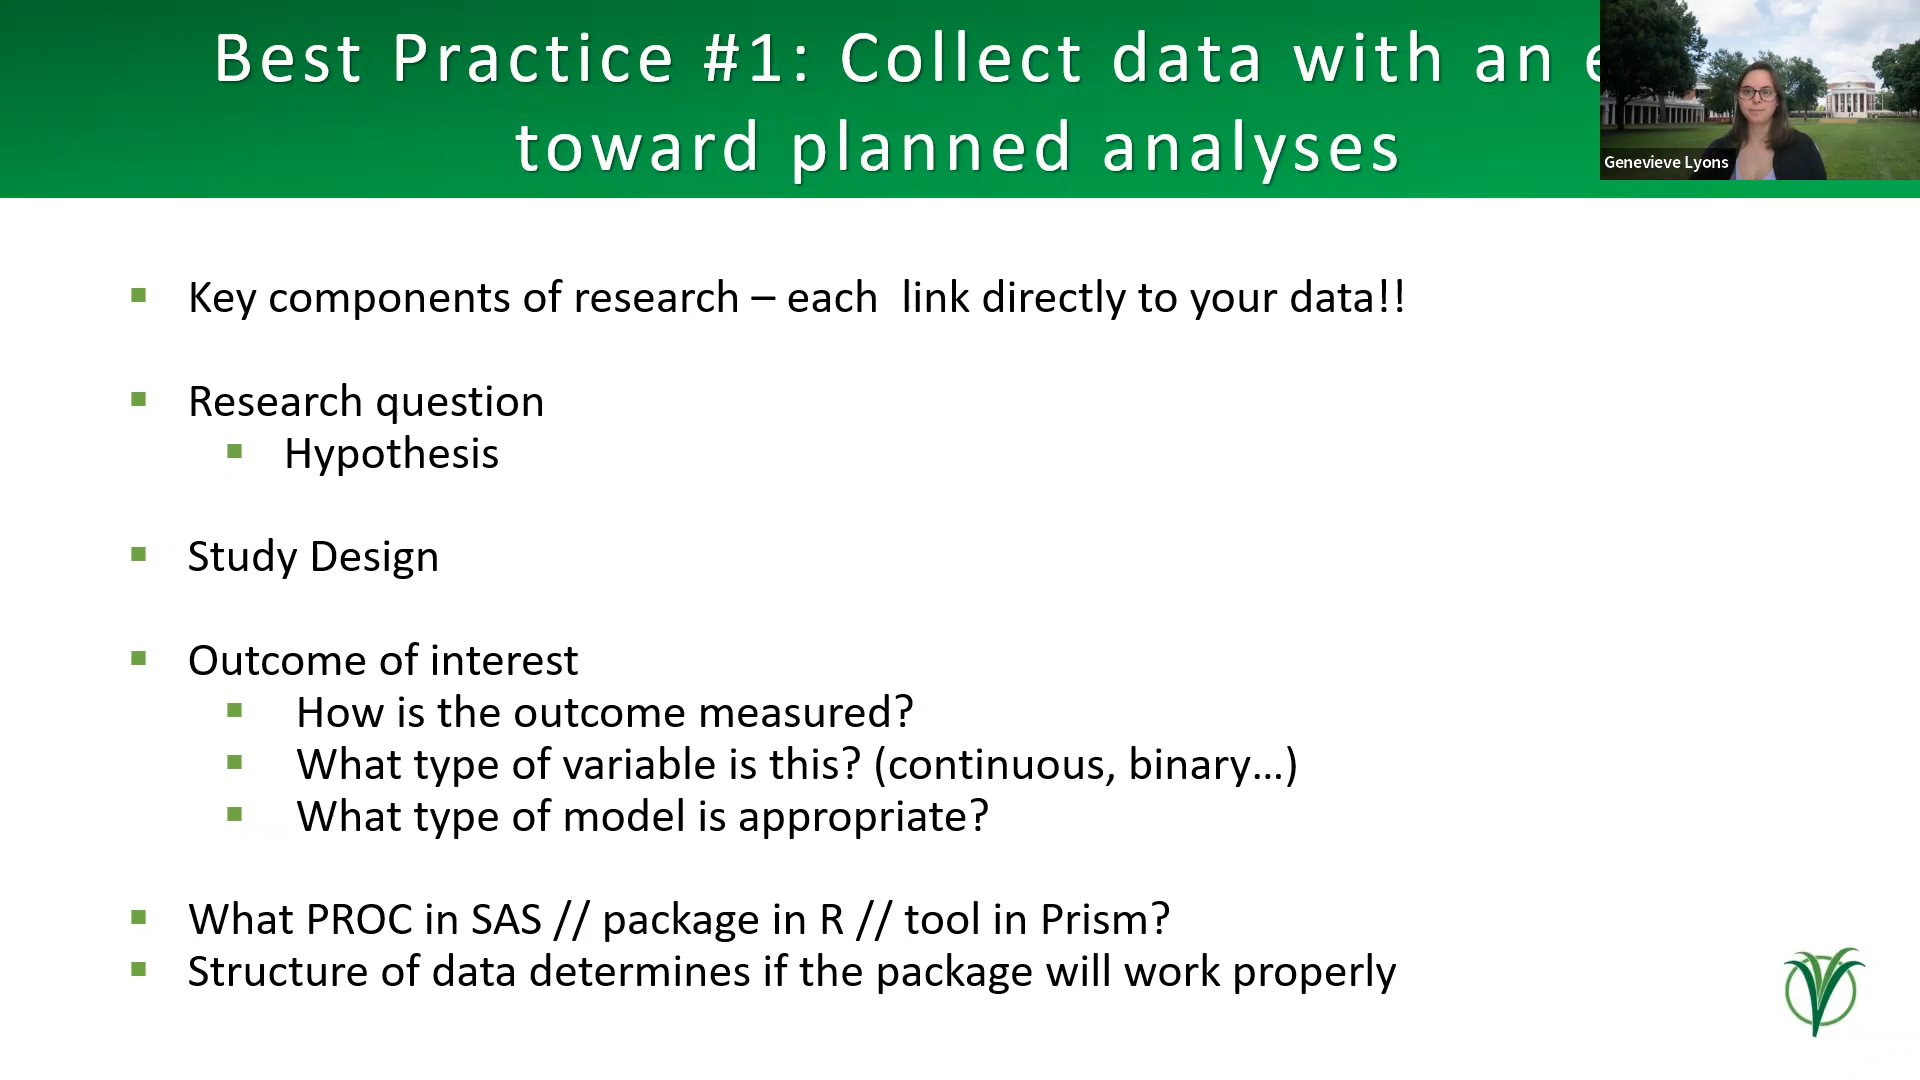 Best Practice #1: Collect data with an
toward planned analyses
Genevieve Lyons
Key components of research – each  link directly to your data!!
Research question
Hypothesis
Study Design
Outcome of interest
How is the outcome measured?
What type of variable is this? (continuous, binary…)
What type of model is appropriate?
What PROC in SAS // package in R // tool in Prism?
Structure of data determines if the package will work properly